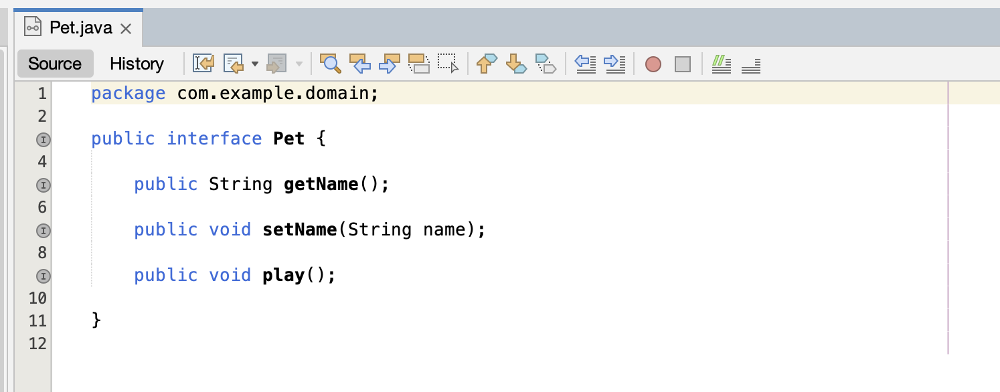 Pet.java
Source History
1 package com.example.domain;
2
public interface Pet {
4
public String getName();
6
public void setName(String name);
8
public void play();
10
11 }
12